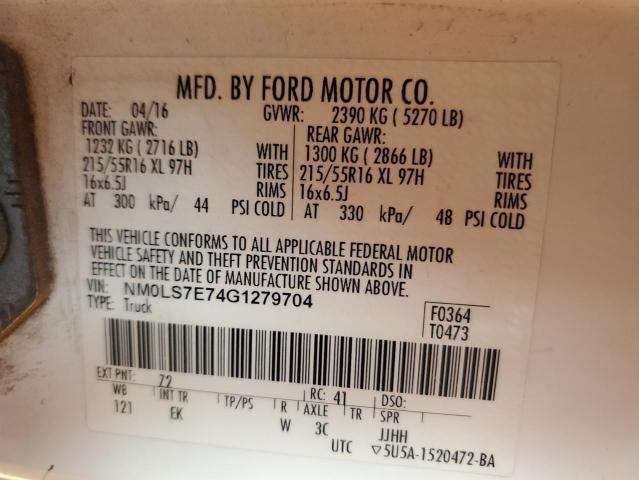 MFD. BY FORD MOTOR CO.
DATE: 04/16 GVWR: 2390 KG ( 5270 LB)
FRONT GAWR: REAR GAWR:
1232 KG ( 2716 LB) WITH 1300 KG ( 2866 LB) WITH
215/55R16 XL 97H TIRES 215/55R16 XL 97H TIRES
16x6.5J RIMS 16x6.5J RIMS
AT 300 kPa/ 44 PSI COLD AT 330 kPa/ 48 PSI COLD
THIS VEHICLE CONFORMS TO ALL APPLICABLE FEDERAL MOTOR
VEHICLE SAFETY AND THEFT PREVENTION STANDARDS IN
EFFECT ON THE DATE OF MANUFACTURE SHOWN ABOVE.
VIN: NM0LS7E74G1279704
TYPE: Truck
F0364
T0473
EXT PNT: Z2 RC: 41 DSO:
WB INT TR TP/PS R AXLE TR SPR
121 EK W 3C JJHH
UTC ▽5U5A-1520472-BA